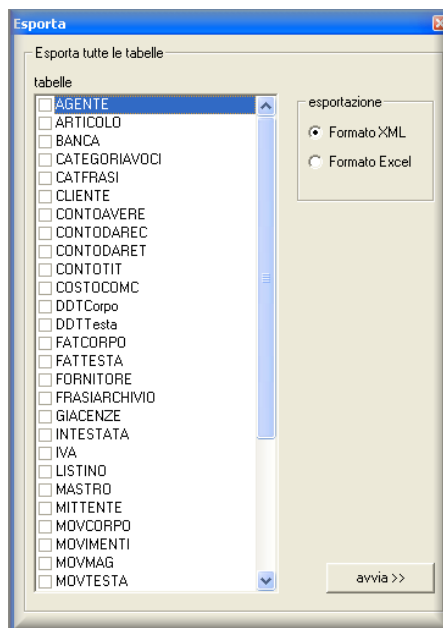 Esporta
Esporta tutte le tabelle
tabelle
AGENTE
ARTICOLO
BANCA
CATEGORIAVOCI
CATFRASI
CLIENTE
CONTOAVERE
CONTODAREC
CONTODARET
CONTOTIT
COSTOCOMC
DDTCorpo
DDTTesta
FATCORPO
FATTESTA
FORNITORE
FRASIARCHIVIO
GIACENZE
INTESTATA
IVA
LISTINO
MASTRO
MITTENTE
MOVCORPO
MOVIMENTI
MOVMAG
MOVTESTA
esportazione
Formato XML
Formato Excel
avvia >>